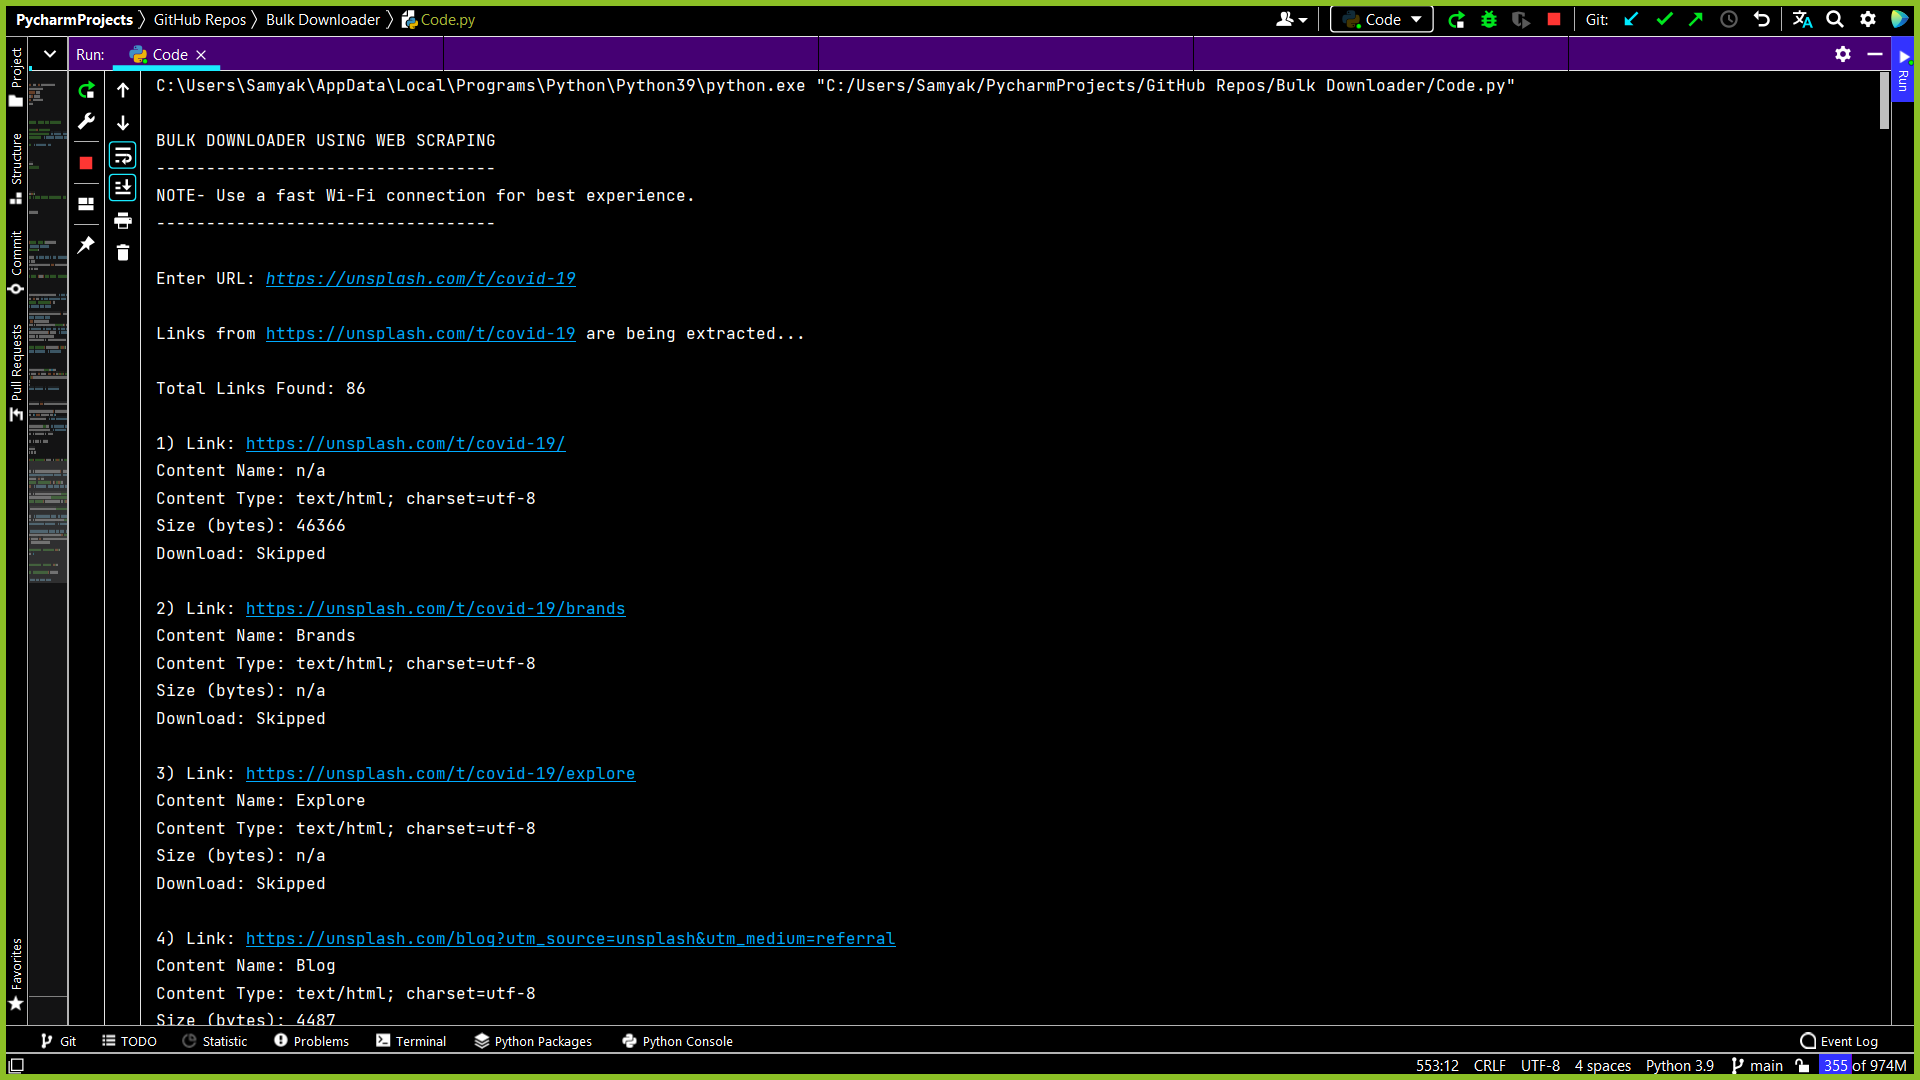 PycharmProjects GitHub Repos Bulk Downloader Code.py Code Git:
Run: Code
C:\Users\Samyak\AppData\Local\Programs\Python\Python39\python.exe "C:/Users/Samyak/PycharmProjects/GitHub Repos/Bulk Downloader/Code.py"
BULK DOWNLOADER USING WEB SCRAPING
----------------------------------
NOTE- Use a fast Wi-Fi connection for best experience.
----------------------------------
Enter URL: https://unsplash.com/t/covid-19
Links from https://unsplash.com/t/covid-19 are being extracted...
Total Links Found: 86
1) Link: https://unsplash.com/t/covid-19/
Content Name: n/a
Content Type: text/html; charset=utf-8
Size (bytes): 46366
Download: Skipped
2) Link: https://unsplash.com/t/covid-19/brands
Content Name: Brands
Content Type: text/html; charset=utf-8
Size (bytes): n/a
Download: Skipped
3) Link: https://unsplash.com/t/covid-19/explore
Content Name: Explore
Content Type: text/html; charset=utf-8
Size (bytes): n/a
Download: Skipped
4) Link: https://unsplash.com/blog?utm_source=unsplash&utm_medium=referral
Content Name: Blog
Content Type: text/html; charset=utf-8
Size (bytes): 4487
Project
Structure
Commit
Pull Requests
Favorites
Run
Git TODO Statistic Problems Terminal Python Packages Python Console Event Log
553:12 CRLF UTF-8 4 spaces Python 3.9 main 355 of 974M